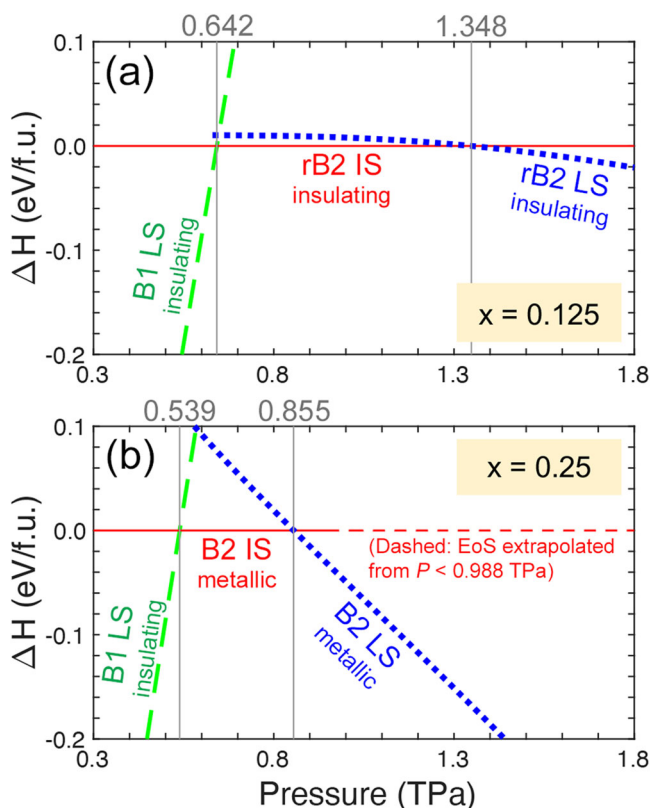 0.642 1.348
(a)
0.1
0.0
-0.1
-0.2
ΔH (eV/f.u.)
B1 LS
insulating
rB2 IS
insulating
rB2 LS
insulating
x = 0.125
0.3 0.8 1.3 1.8
0.539 0.855
(b)
0.1
0.0
-0.1
-0.2
ΔH (eV/f.u.)
x = 0.25
B2 IS
metallic
(Dashed: EoS extrapolated
from P < 0.988 TPa)
B1 LS
insulating
B2 LS
metallic
0.3 0.8 1.3 1.8
Pressure (TPa)